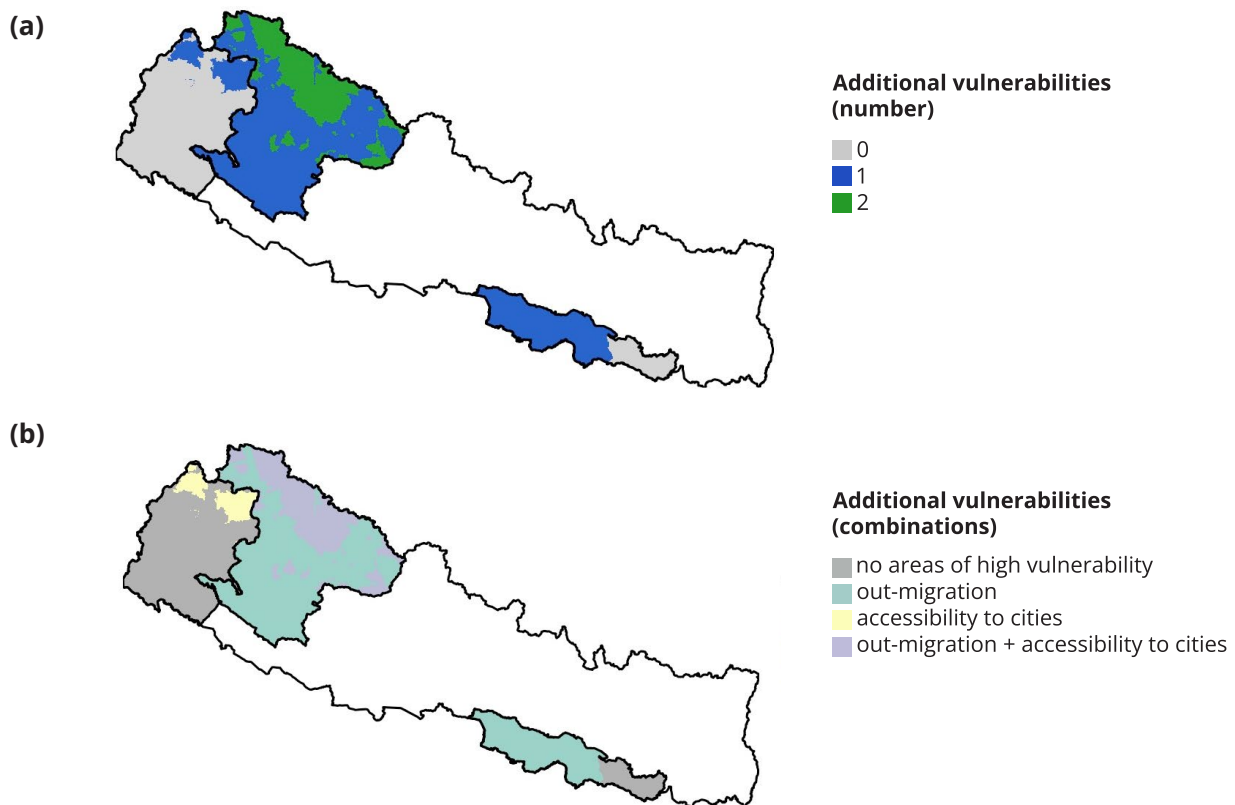 (a)
Additional vulnerabilities
(number)
0
1
2
(b)
Additional vulnerabilities
(combinations)
no areas of high vulnerability
out-migration
accessibility to cities
out-migration + accessibility to cities